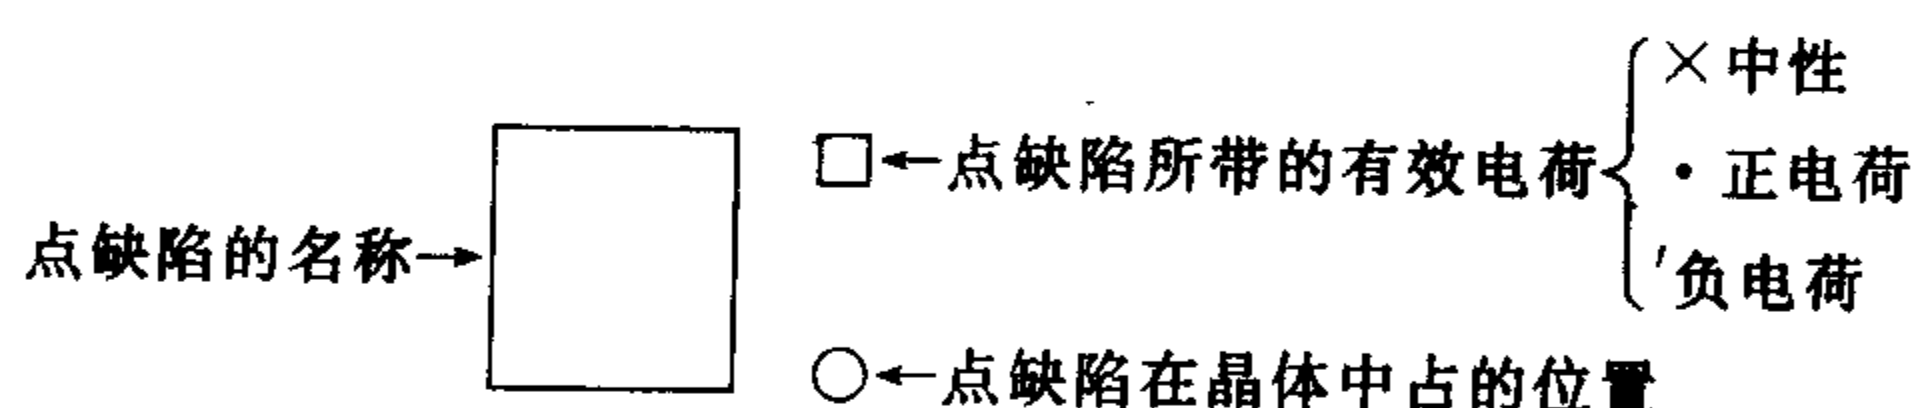 × 中性
点缺陷所带的有效电荷
· 正电荷
点缺陷的名称
′负电荷
点缺陷在晶体中占的位置